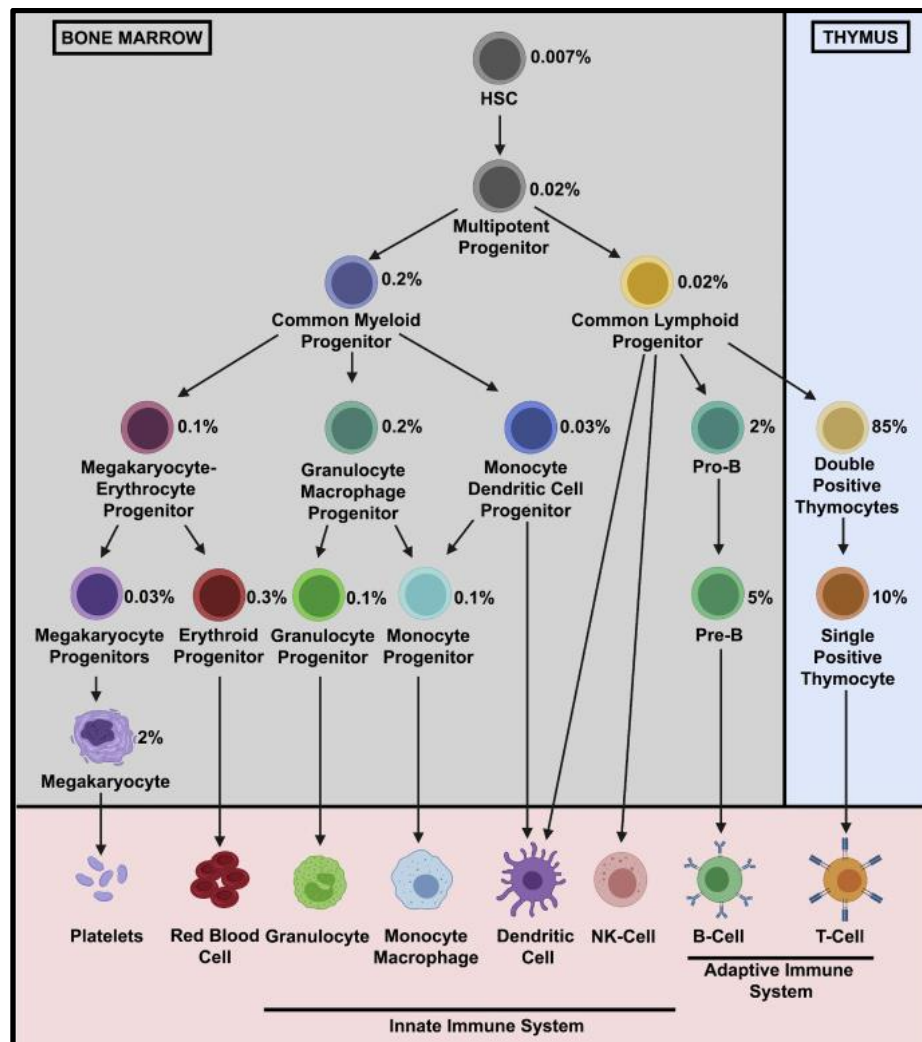 BONE MARROW
THYMUS
0.007%
HSC
0.02%
Multipotent
Progenitor
0.2%
Common Myeloid
Progenitor
0.02%
Common Lymphoid
Progenitor
0.1%
Megakaryocyte-
Erythrocyte
Progenitor
0.2%
Granulocyte
Macrophage
Progenitor
0.03%
Monocyte
Dendritic Cell
Progenitor
2%
Pro-B
85%
Double
Positive
Thymocytes
0.03%
Megakaryocyte
Progenitors
0.3%
Erythroid
Progenitor
0.1%
Granulocyte
Progenitor
0.1%
Monocyte
Progenitor
5%
Pre-B
10%
Single
Positive
Thymocyte
2%
Megakaryocyte
Platelets
Red Blood
Cell
Granulocyte
Monocyte
Macrophage
Dendritic
Cell
NK-Cell
B-Cell
T-Cell
Adaptive Immune
System
Innate Immune System